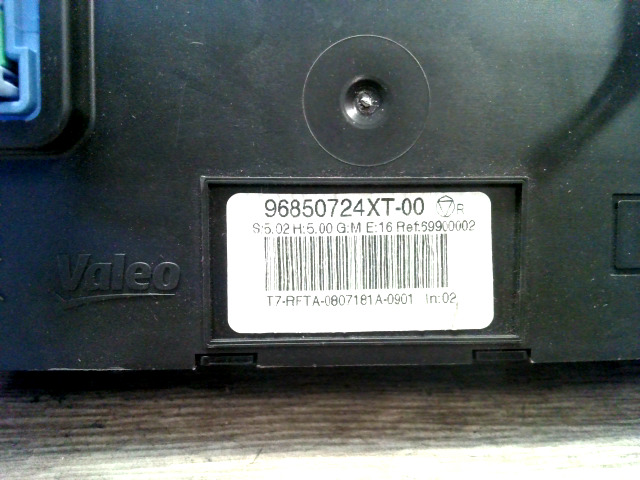 96850724XT-00 R
S:5.02 H:5.00 G:M E:16 Ref:69900002
T7-RFTA-0807181A-0901 In:02
Valeo